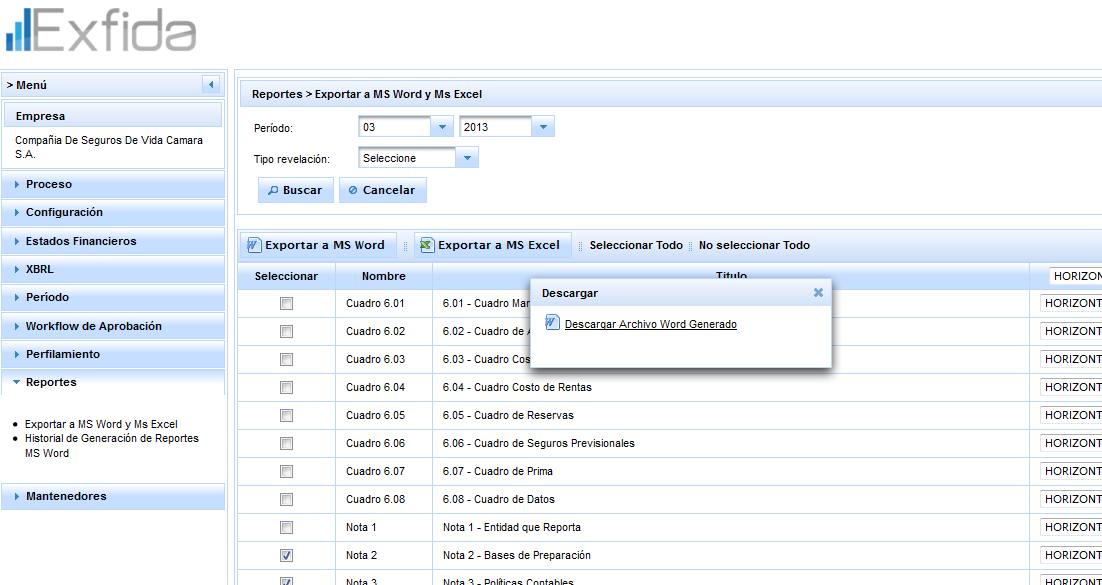 Exfida
> Menú
Empresa
Compañia De Seguros De Vida Camara
S.A.
Proceso
Configuración
Estados Financieros
XBRL
Período
Workflow de Aprobación
Perfilamiento
Reportes
Exportar a MS Word y Ms Excel
Historial de Generación de Reportes
MS Word
Mantenedores
Reportes > Exportar a MS Word y Ms Excel
Período: 03 2013
Tipo revelación: Seleccione
Buscar Cancelar
Exportar a MS Word Exportar a MS Excel Seleccionar Todo No seleccionar Todo
Seleccionar Nombre Titulo HORIZON
Descargar
Descargar Archivo Word Generado
Cuadro 6.01 6.01 - Cuadro Mar HORIZONT
Cuadro 6.02 6.02 - Cuadro de A HORIZONT
Cuadro 6.03 6.03 - Cuadro Cos HORIZONT
Cuadro 6.04 6.04 - Cuadro Costo de Rentas HORIZONT
Cuadro 6.05 6.05 - Cuadro de Reservas HORIZONT
Cuadro 6.06 6.06 - Cuadro de Seguros Previsionales HORIZONT
Cuadro 6.07 6.07 - Cuadro de Prima HORIZONT
Cuadro 6.08 6.08 - Cuadro de Datos HORIZONT
Nota 1 Nota 1 - Entidad que Reporta HORIZONT
Nota 2 Nota 2 - Bases de Preparación HORIZONT
Nota 3 Nota 3 - Políticas Contables HORIZONT